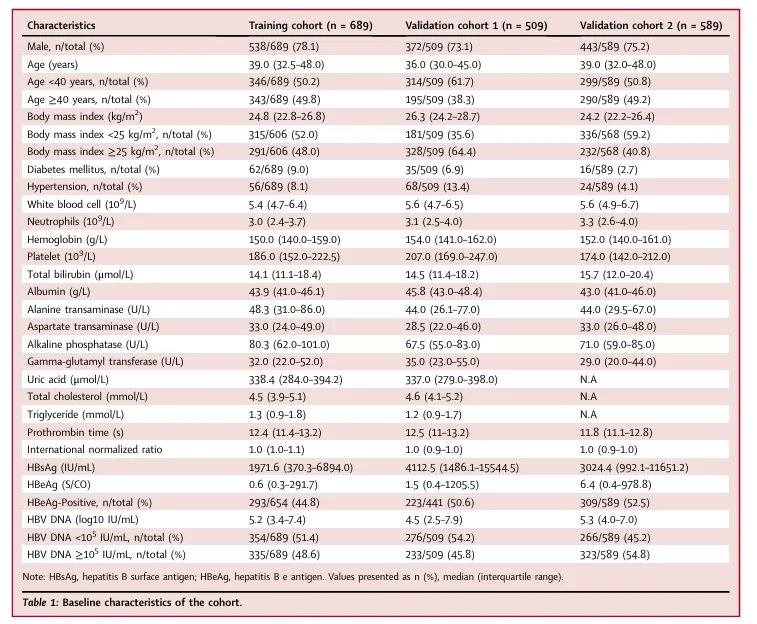 Characteristics Training cohort (n = 689) Validation cohort 1 (n = 509) Validation cohort 2 (n = 589)
Male, n/total (%) 538/689 (78.1) 372/509 (73.1) 443/589 (75.2)
Age (years) 39.0 (32.5–48.0) 36.0 (30.0–45.0) 39.0 (32.0–48.0)
Age <40 years, n/total (%) 346/689 (50.2) 314/509 (61.7) 299/589 (50.8)
Age ≥40 years, n/total (%) 343/689 (49.8) 195/509 (38.3) 290/589 (49.2)
Body mass index (kg/m²) 24.8 (22.8–26.8) 26.3 (24.2–28.7) 24.2 (22.2–26.4)
Body mass index <25 kg/m², n/total (%) 315/606 (52.0) 181/509 (35.6) 336/568 (59.2)
Body mass index ≥25 kg/m², n/total (%) 291/606 (48.0) 328/509 (64.4) 232/568 (40.8)
Diabetes mellitus, n/total (%) 62/689 (9.0) 35/509 (6.9) 16/589 (2.7)
Hypertension, n/total (%) 56/689 (8.1) 68/509 (13.4) 24/589 (4.1)
White blood cell (10⁹/L) 5.4 (4.7–6.4) 5.6 (4.7–6.5) 5.6 (4.9–6.7)
Neutrophils (10⁹/L) 3.0 (2.4–3.7) 3.1 (2.5–4.0) 3.3 (2.6–4.0)
Hemoglobin (g/L) 150.0 (140.0–159.0) 154.0 (141.0–162.0) 152.0 (140.0–161.0)
Platelet (10⁹/L) 186.0 (152.0–222.5) 207.0 (169.0–247.0) 174.0 (142.0–212.0)
Total bilirubin (μmol/L) 14.1 (11.1–18.4) 14.5 (11.4–18.2) 15.7 (12.0–20.4)
Albumin (g/L) 43.9 (41.0–46.1) 45.8 (43.0–48.4) 43.0 (41.0–46.0)
Alanine transaminase (U/L) 48.3 (31.0–86.0) 44.0 (26.1–77.0) 44.0 (29.5–67.0)
Aspartate transaminase (U/L) 33.0 (24.0–49.0) 28.5 (22.0–46.0) 33.0 (26.0–48.0)
Alkaline phosphatase (U/L) 80.3 (62.0–101.0) 67.5 (55.0–83.0) 71.0 (59.0–85.0)
Gamma-glutamyl transferase (U/L) 32.0 (22.0–52.0) 35.0 (23.0–55.0) 29.0 (20.0–44.0)
Uric acid (μmol/L) 338.4 (284.0–394.2) 337.0 (279.0–398.0) N.A
Total cholesterol (mmol/L) 4.5 (3.9–5.1) 4.6 (4.1–5.2) N.A
Triglyceride (mmol/L) 1.3 (0.9–1.8) 1.2 (0.9–1.7) N.A
Prothrombin time (s) 12.4 (11.4–13.2) 12.5 (11–13.2) 11.8 (11.1–12.8)
International normalized ratio 1.0 (1.0–1.1) 1.0 (0.9–1.0) 1.0 (0.9–1.0)
HBsAg (IU/mL) 1971.6 (370.3–6894.0) 4112.5 (1486.1–15544.5) 3024.4 (992.1–11651.2)
HBeAg (S/CO) 0.6 (0.3–291.7) 1.5 (0.4–1205.5) 6.4 (0.4–978.8)
HBeAg-Positive, n/total (%) 293/654 (44.8) 223/441 (50.6) 309/589 (52.5)
HBV DNA (log10 IU/mL) 5.2 (3.4–7.4) 4.5 (2.5–7.9) 5.3 (4.0–7.0)
HBV DNA <10⁵ IU/mL, n/total (%) 354/689 (51.4) 276/509 (54.2) 266/589 (45.2)
HBV DNA ≥10⁵ IU/mL, n/total (%) 335/689 (48.6) 233/509 (45.8) 323/589 (54.8)
Note: HBsAg, hepatitis B surface antigen; HBeAg, hepatitis B e antigen. Values presented as n (%), median (interquartile range).
Table 1: Baseline characteristics of the cohort.